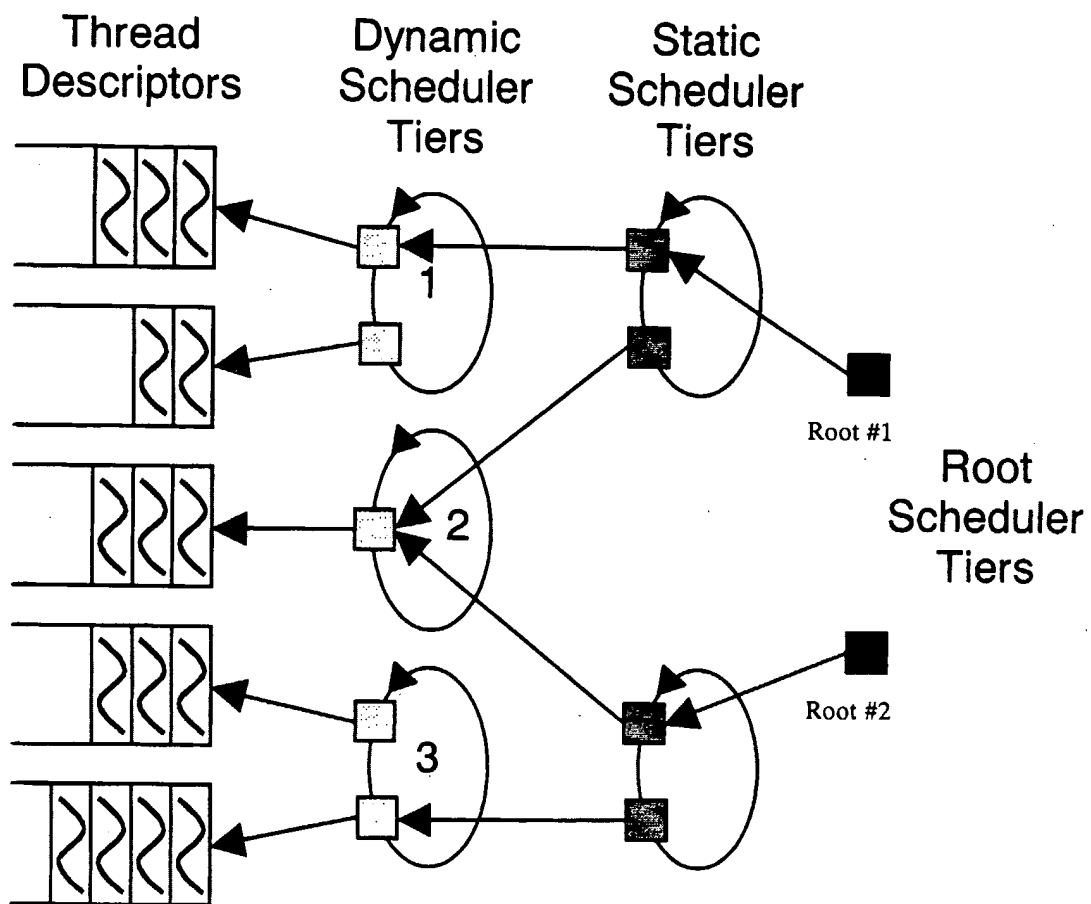 Thread
Descriptors
Dynamic
Scheduler
Tiers
Static
Scheduler
Tiers
1
Root #1
Root
Scheduler
Tiers
2
Root #2
3